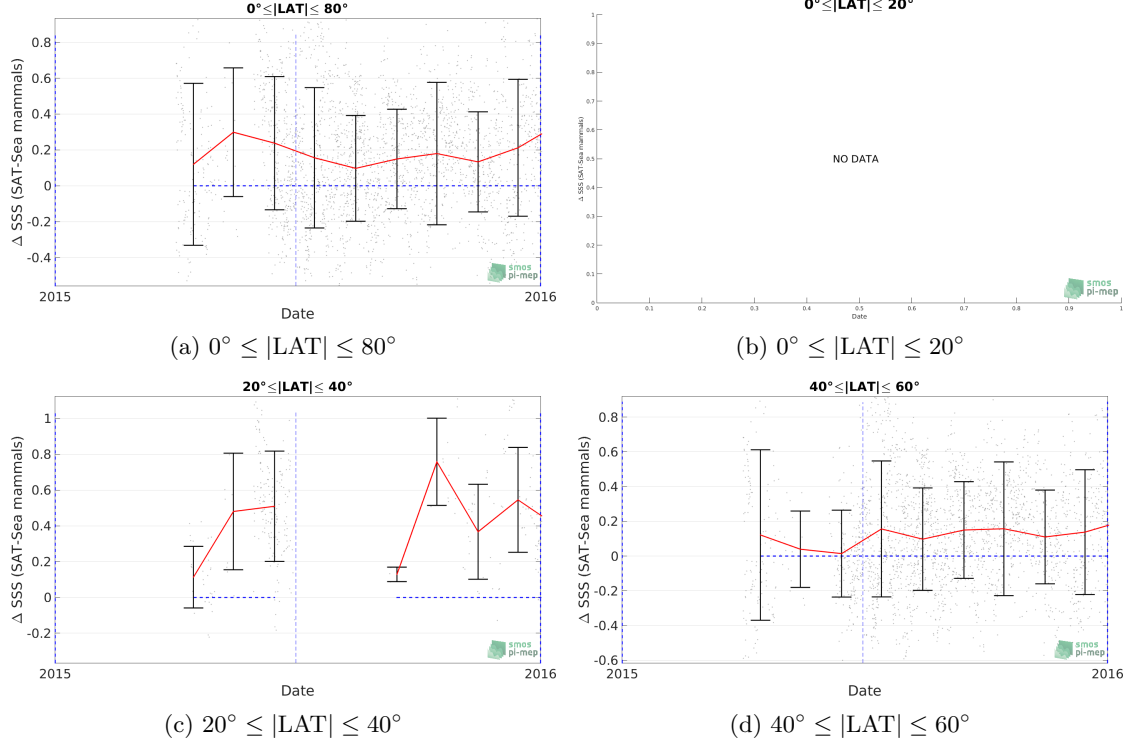 0°≤|LAT|≤ 80°
0.8
0.6
0.4
0.2
0
-0.2
-0.4
Δ SSS (SAT-Sea mammals)
2015
2016
Date
smos
pi-mep
(a) 0° ≤ |LAT| ≤ 80°
0°≤|LAT|≤ 20°
1
0.9
0.8
0.7
0.6
0.5
0.4
0.3
0.2
0.1
0
Δ SSS (SAT-Sea mammals)
NO DATA
0
0.1
0.2
0.3
0.4
0.5
0.6
0.7
0.8
0.9
1
Date
smos
pi-mep
(b) 0° ≤ |LAT| ≤ 20°
20°≤|LAT|≤ 40°
1
0.8
0.6
0.4
0.2
0
-0.2
Δ SSS (SAT-Sea mammals)
2015
2016
Date
smos
pi-mep
(c) 20° ≤ |LAT| ≤ 40°
40°≤|LAT|≤ 60°
0.8
0.6
0.4
0.2
0
-0.2
-0.4
-0.6
Δ SSS (SAT-Sea mammals)
2015
2016
Date
smos
pi-mep
(d) 40° ≤ |LAT| ≤ 60°